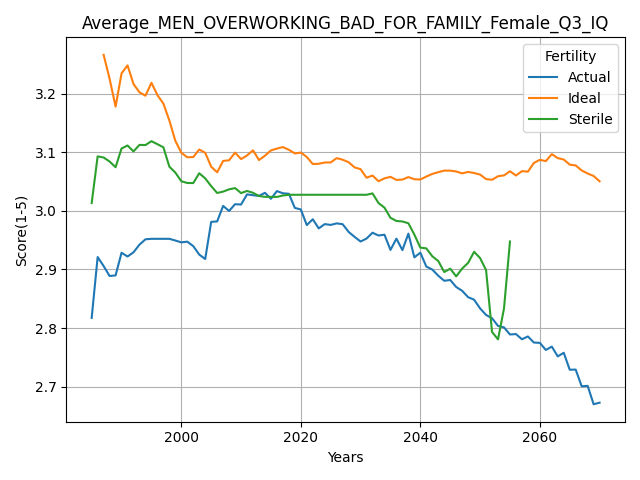 Average_MEN_OVERWORKING_BAD_FOR_FAMILY_Female_Q3_IQ
Fertility
Actual
Ideal
Sterile
Score(1-5)
3.2
3.1
3.0
2.9
2.8
2.7
2000 2020 2040 2060
Years